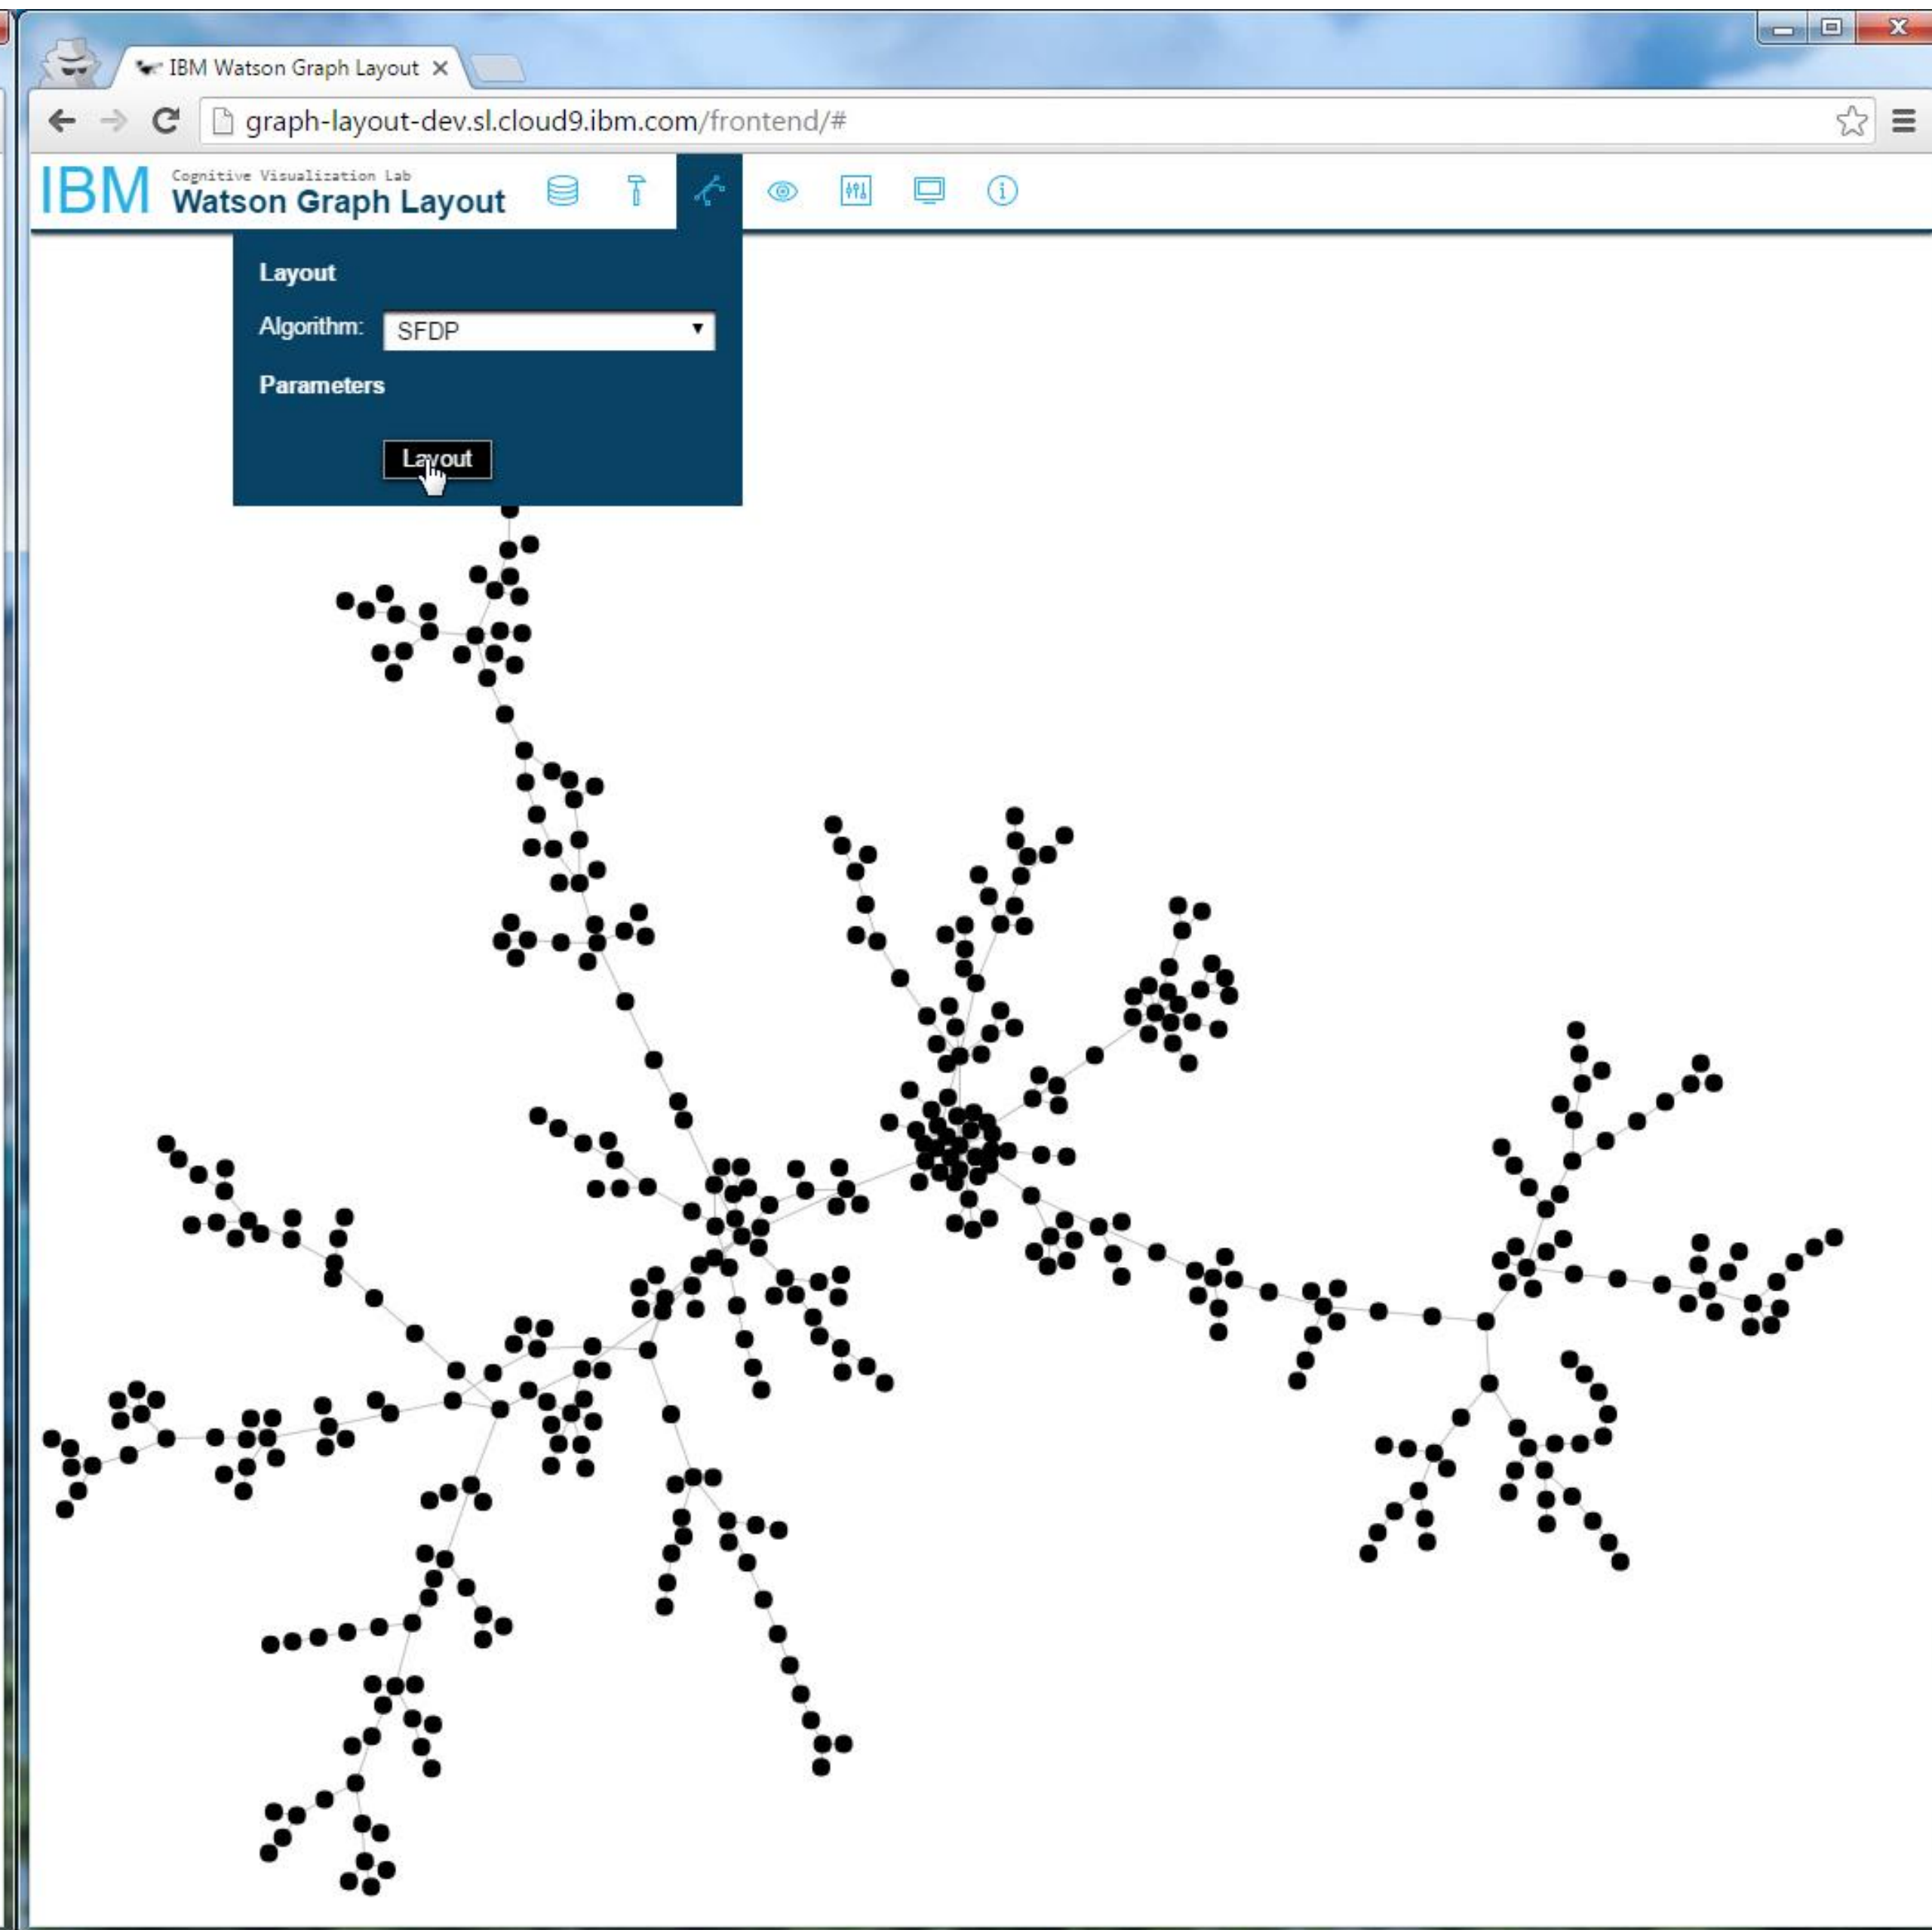 IBM Watson Graph Layout
graph-layout-dev.sl.cloud9.ibm.com/frontend/#
IBM
Cognitive Visualization Lab
Watson Graph Layout
Layout
Algorithm:
SFDP
Parameters
Layout